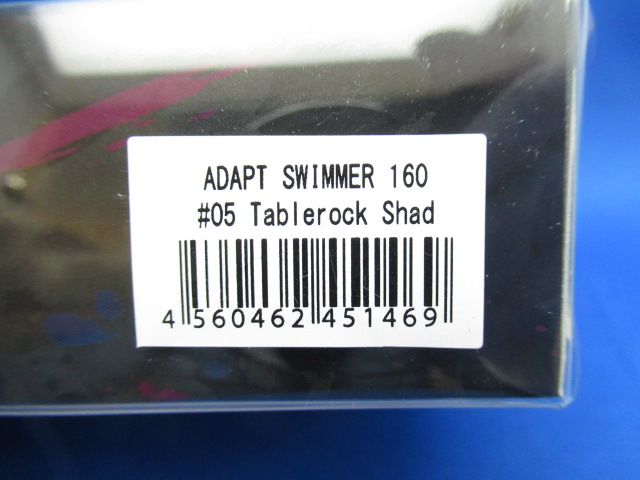 ADAPT SWIMMER 160
#05 Tablerock Shad
4 560462 451469